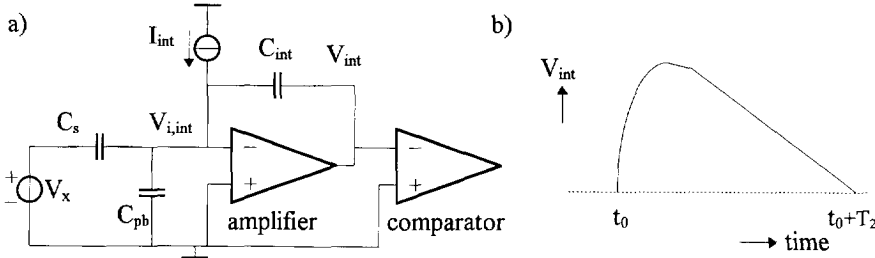 a)
I_int
C_int
V_int
C_s
V_i,int
+
−
V_x
C_pb
−
+
amplifier
−
+
comparator
b)
V_int
t_0
t_0+T_2
time